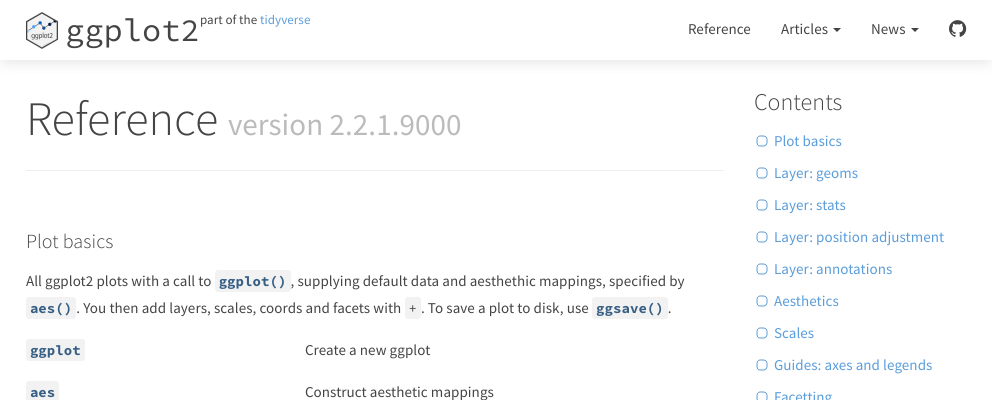 ggplot2 part of the tidyverse
Reference Articles News
ggplot2
Reference version 2.2.1.9000
Plot basics
All ggplot2 plots with a call to ggplot() , supplying default data and aesthethic mappings, specified by
aes() . You then add layers, scales, coords and facets with + . To save a plot to disk, use ggsave() .
ggplot Create a new ggplot
aes Construct aesthetic mappings
Contents
Plot basics
Layer: geoms
Layer: stats
Layer: position adjustment
Layer: annotations
Aesthetics
Scales
Guides: axes and legends
Facetting